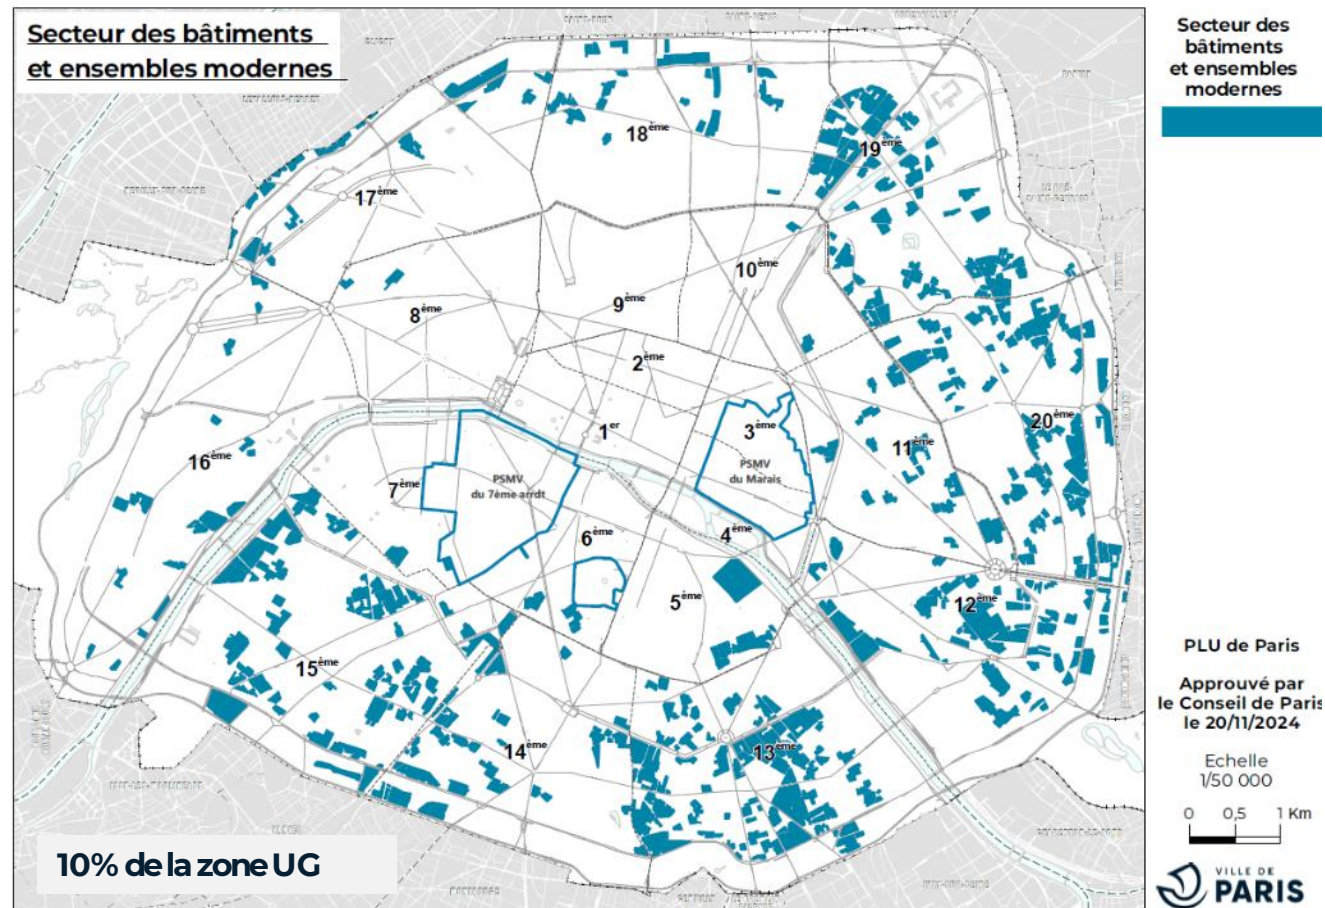 Secteur des bâtiments
et ensembles modernes
18ème
19ème
17ème
10ème
9ème
8ème
2ème
1er
3ème
20ème
11ème
16ème
PSMV
du Marais
7ème
PSMV
du 7ème arrdt
6ème
4ème
5ème
12ème
15ème
14ème
13ème
10% de la zone UG
Secteur des
bâtiments
et ensembles
modernes
PLU de Paris
Approuvé par
le Conseil de Paris
le 20/11/2024
Echelle
1/50 000
0 0,5 1 Km
VILLE DE
PARIS